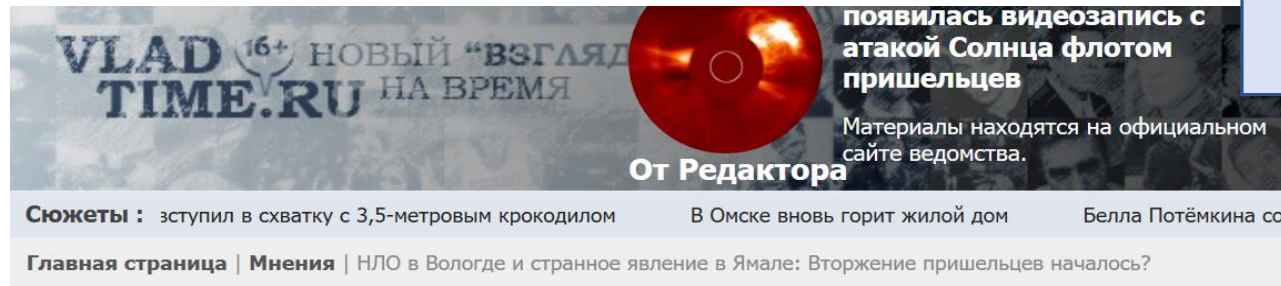 VLAD 16+ НОВЫЙ “ВЗГЛЯД
TIME.RU НА ВРЕМЯ
появилась видеозапись с
атакой Солнца флотом
пришельцев
Материалы находятся на официальном
сайте ведомства.
От Редактора
Сюжеты : вступил в схватку с 3,5-метровым крокодилом В Омске вновь горит жилой дом Белла Потёмкина со
Главная страница | Мнения | НЛО в Вологде и странное явление в Ямале: Вторжение пришельцев началось?